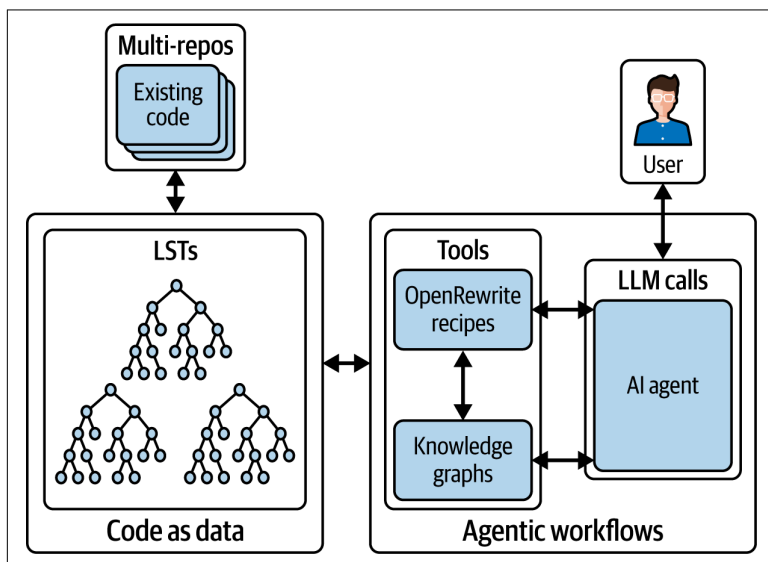 Multi-repos
Existing
code
User
LSTs
Tools
LLM calls
OpenRewrite
recipes
AI agent
Knowledge
graphs
Code as data
Agentic workflows